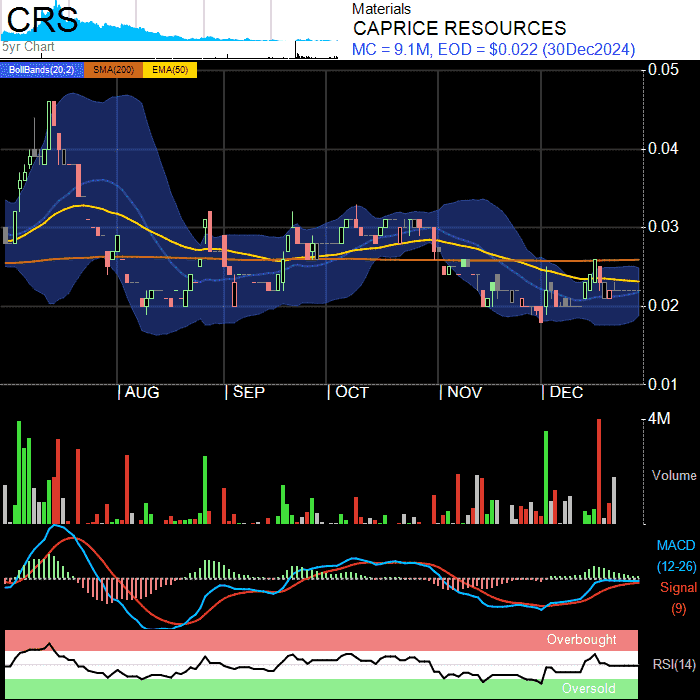 CRS
5yr Chart
Materials
CAPRICE RESOURCES
MC = 9.1M, EOD = $0.022 (30Dec2024)
BollBands(20,2) SMA(200) EMA(50)
0.05
0.04
0.03
0.02
0.01
| AUG | SEP | OCT | NOV | DEC
4M
Volume
MACD
(12-26)
Signal
(9)
Overbought
RSI(14)
Oversold